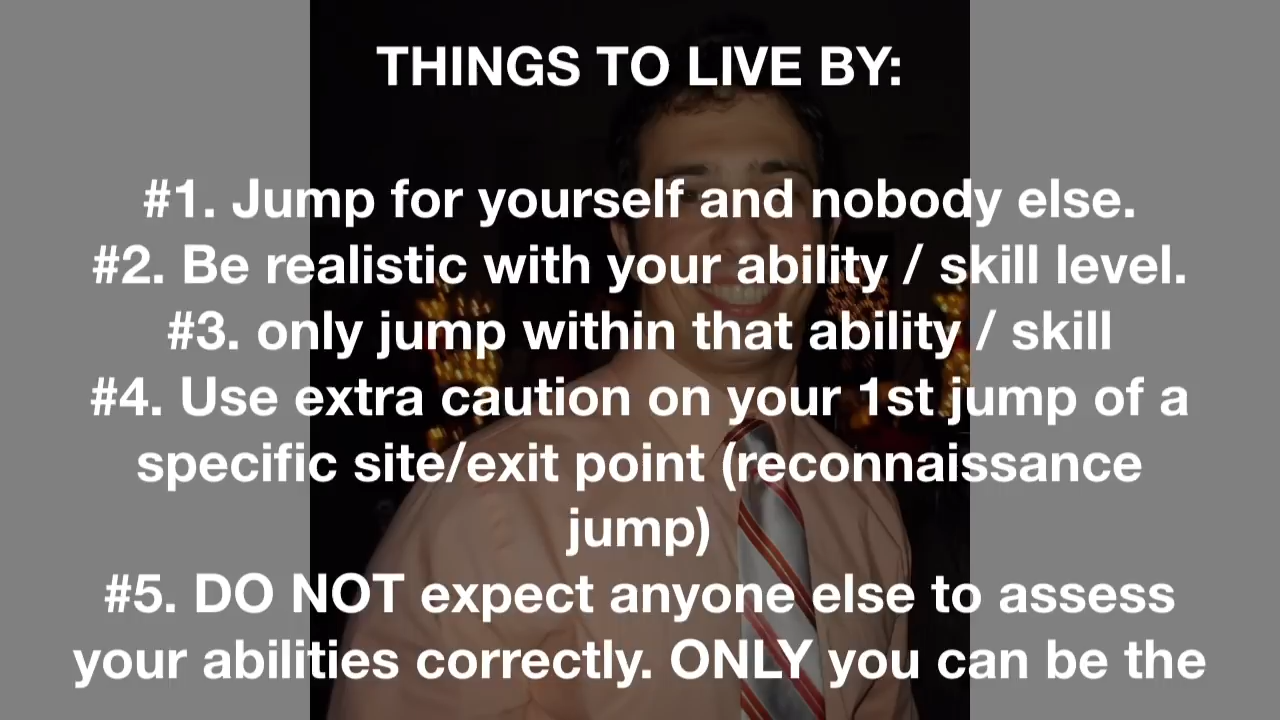 THINGS TO LIVE BY:
#1. Jump for yourself and nobody else.
#2. Be realistic with your ability / skill level.
#3. only jump within that ability / skill
#4. Use extra caution on your 1st jump of a
specific site/exit point (reconnaissance
jump)
#5. DO NOT expect anyone else to assess
your abilities correctly. ONLY you can be the